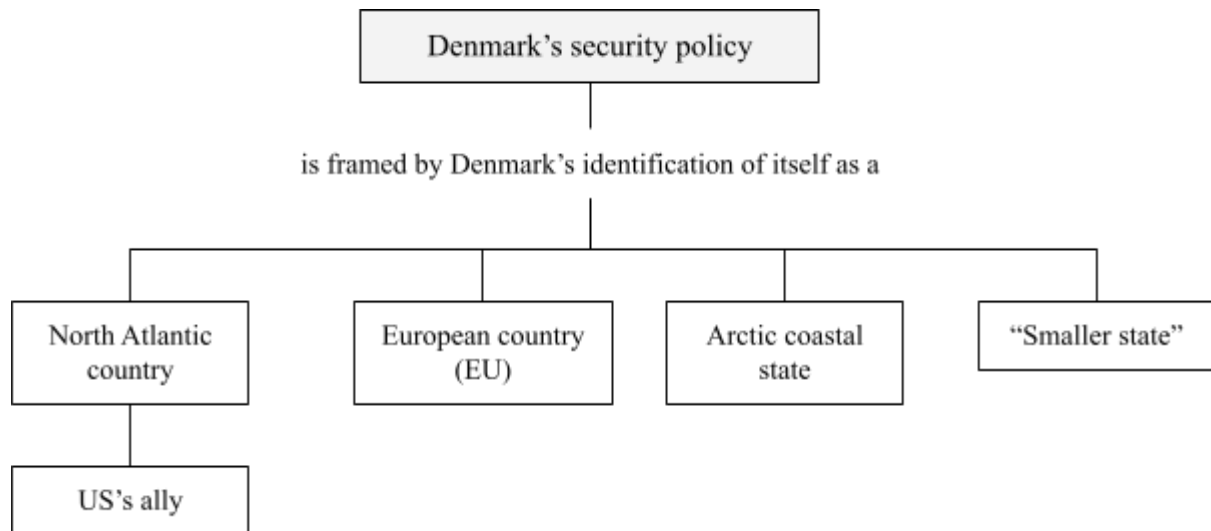 Denmark’s security policy
is framed by Denmark’s identification of itself as a
North Atlantic
country
European country
(EU)
Arctic coastal
state
“Smaller state”
US’s ally